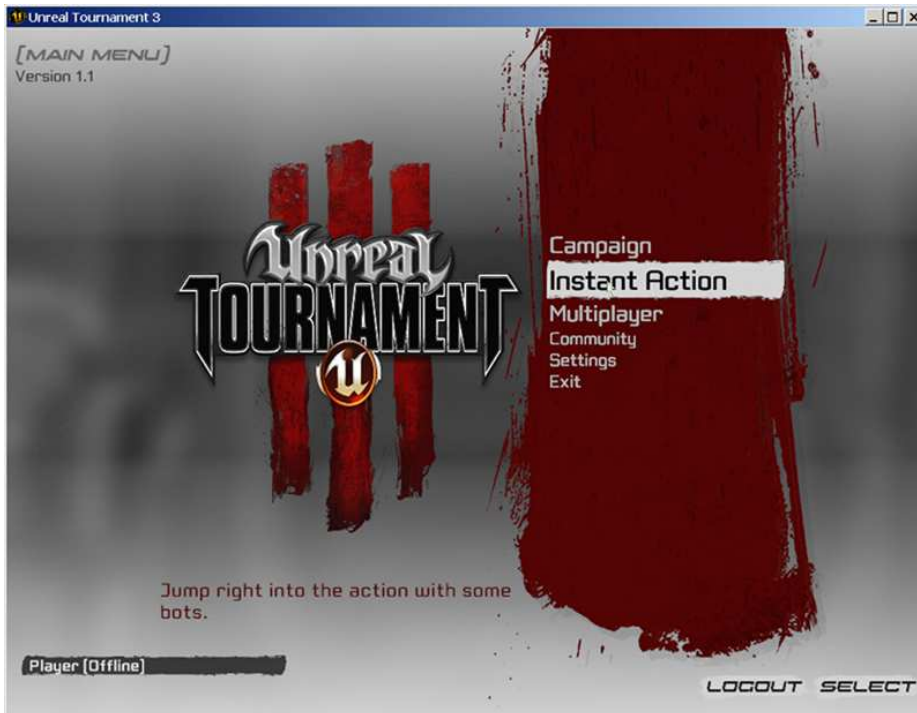 Unreal Tournament 3
[MAIN MENU]
Version 1.1
Unreal
TOURNAMENT
Campaign
Instant Action
Multiplayer
Community
Settings
Exit
Jump right into the action with some
bots.
Player [Offline]
LOGOUT SELECT